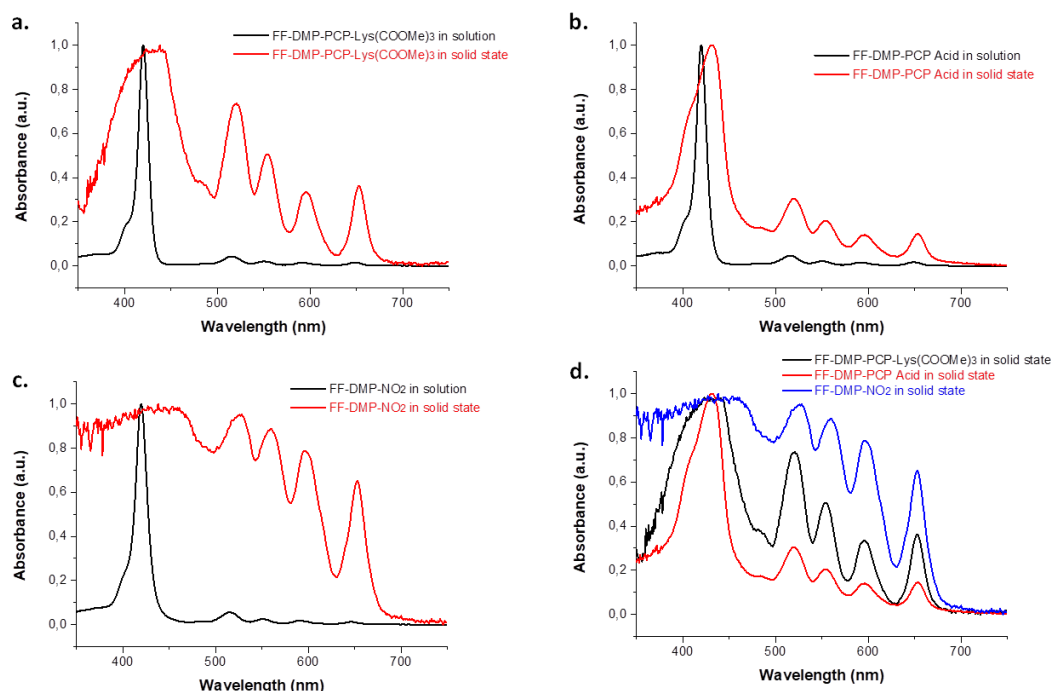 a.
FF-DMP-PCP-Lys(COOMe)3 in solution
FF-DMP-PCP-Lys(COOMe)3 in solid state
1,0
0,8
0,6
0,4
0,2
0,0
Absorbance (a.u.)
400 500 600 700
Wavelength (nm)
b.
FF-DMP-PCP Acid in solution
FF-DMP-PCP Acid in solid state
1,0
0,8
0,6
0,4
0,2
0,0
Absorbance (a.u.)
400 500 600 700
Wavelength (nm)
c.
FF-DMP-NO2 in solution
FF-DMP-NO2 in solid state
1,0
0,8
0,6
0,4
0,2
0,0
Absorbance (a.u.)
400 500 600 700
Wavelength (nm)
d.
FF-DMP-PCP-Lys(COOMe)3 in solid state
FF-DMP-PCP Acid in solid state
FF-DMP-NO2 in solid state
1,0
0,8
0,6
0,4
0,2
0,0
Absorbance (a.u.)
400 500 600 700
Wavelength (nm)